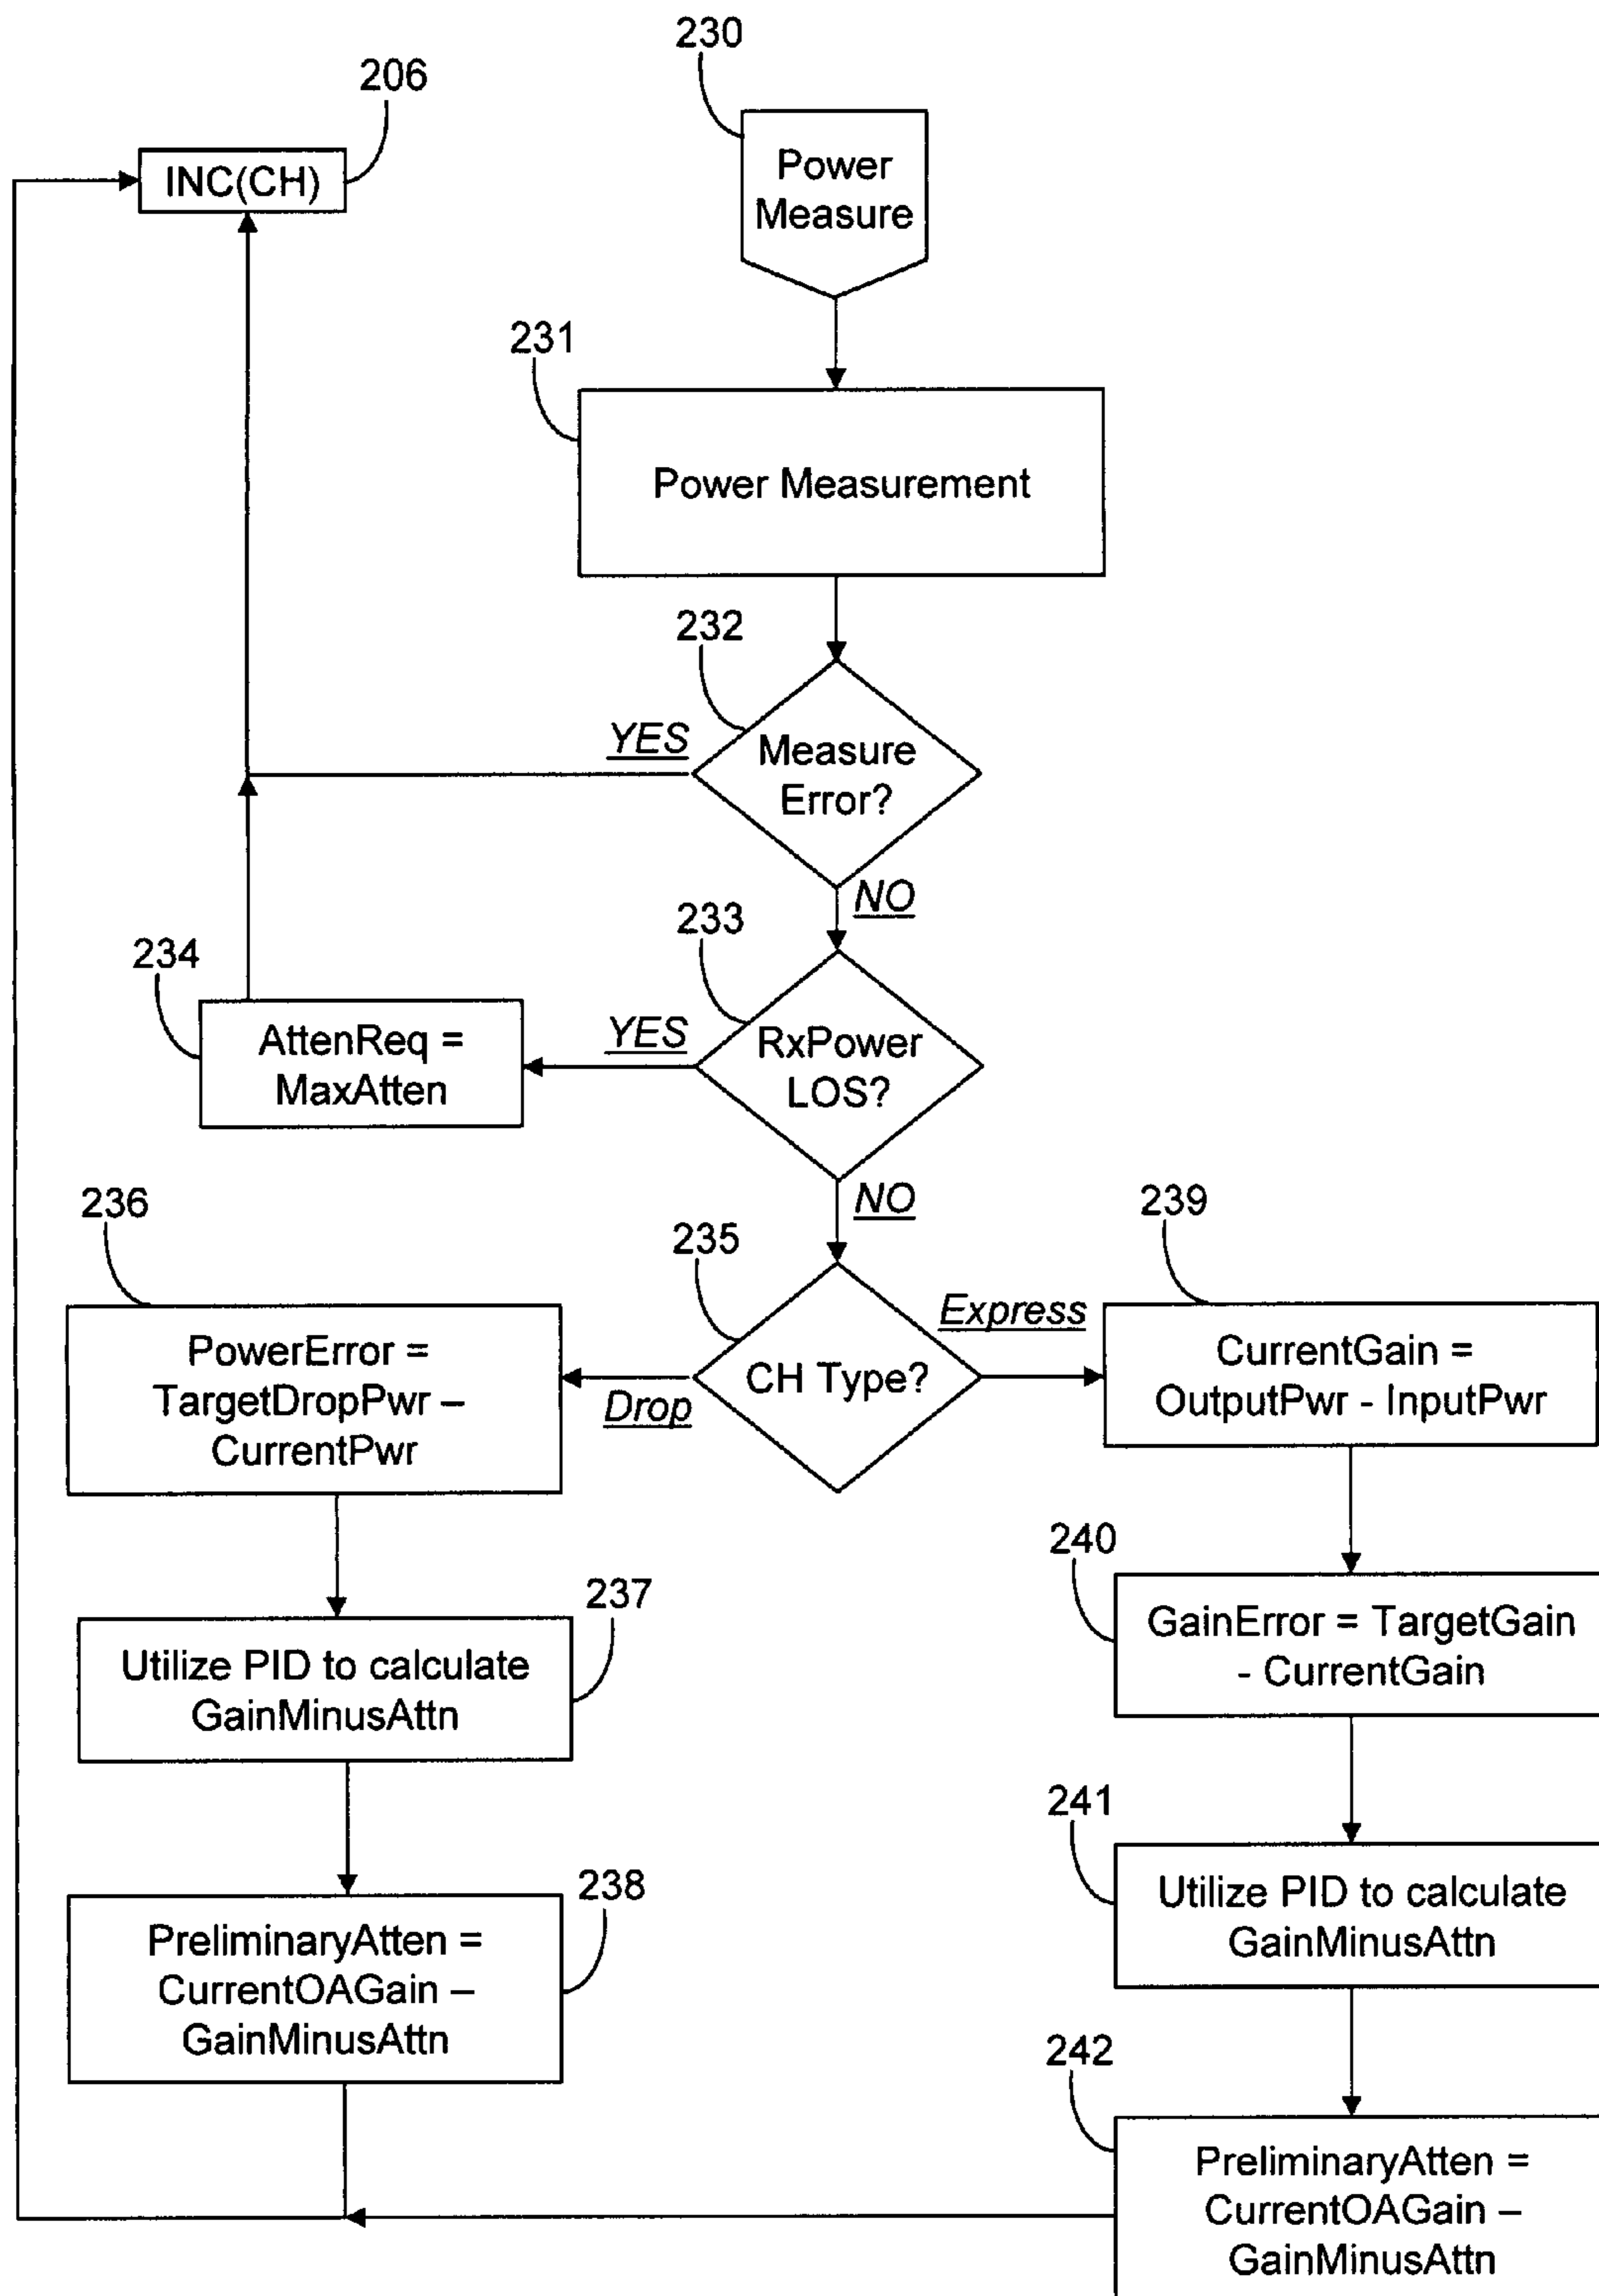 230
206
INC(CH)
Power
Measure
231
Power Measurement
232
YES
Measure
Error?
NO
233
234
AttenReq =
MaxAtten
YES
RxPower
LOS?
NO
236
235
239
PowerError =
TargetDropPwr –
CurrentPwr
Drop
CH Type?
Express
CurrentGain =
OutputPwr - InputPwr
240
237
Utilize PID to calculate
GainMinusAttn
GainError = TargetGain
- CurrentGain
241
238
PreliminaryAtten =
CurrentOAGain –
GainMinusAttn
Utilize PID to calculate
GainMinusAttn
242
PreliminaryAtten =
CurrentOAGain –
GainMinusAttn